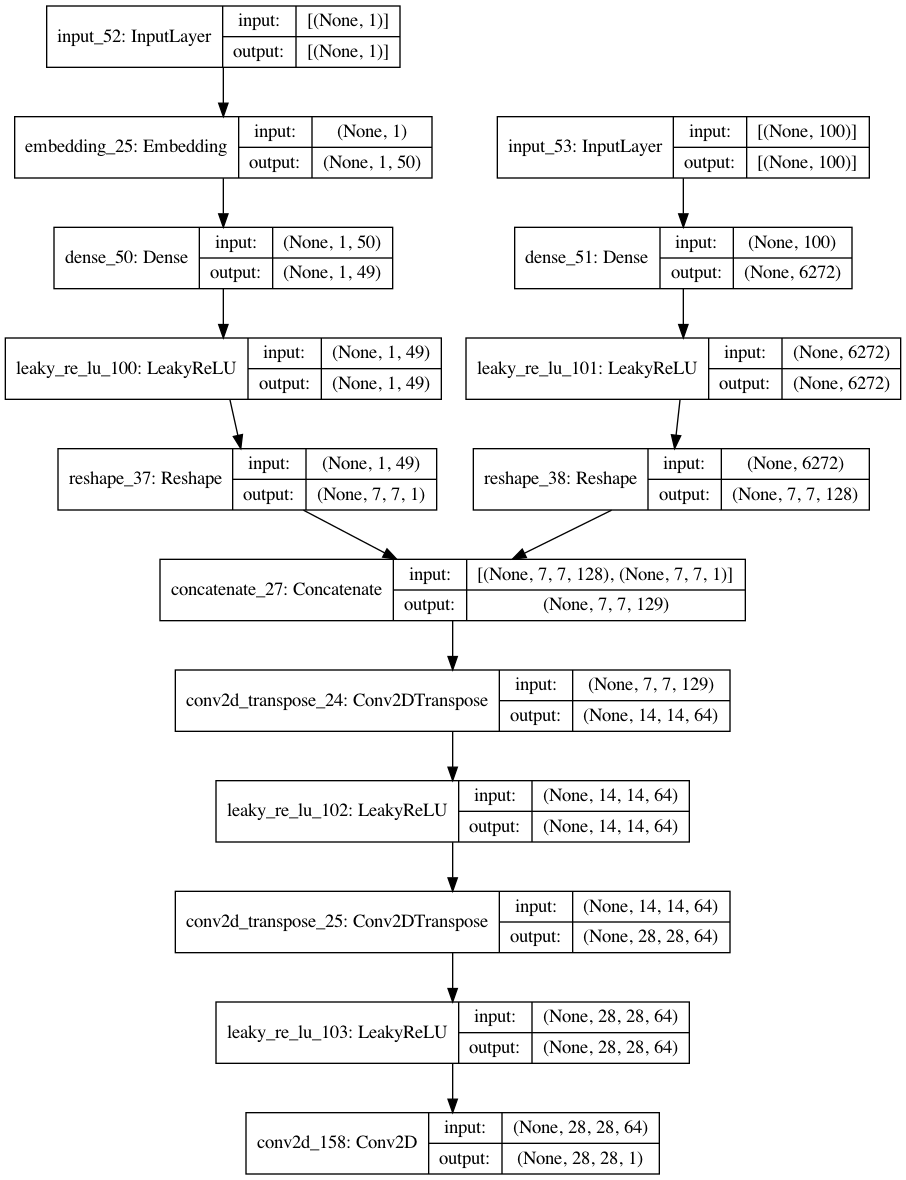 input_52: InputLayer
input: [(None, 1)]
output: [(None, 1)]
embedding_25: Embedding
input: (None, 1)
output: (None, 1, 50)
input_53: InputLayer
input: [(None, 100)]
output: [(None, 100)]
dense_50: Dense
input: (None, 1, 50)
output: (None, 1, 49)
dense_51: Dense
input: (None, 100)
output: (None, 6272)
leaky_re_lu_100: LeakyReLU
input: (None, 1, 49)
output: (None, 1, 49)
leaky_re_lu_101: LeakyReLU
input: (None, 6272)
output: (None, 6272)
reshape_37: Reshape
input: (None, 1, 49)
output: (None, 7, 7, 1)
reshape_38: Reshape
input: (None, 6272)
output: (None, 7, 7, 128)
concatenate_27: Concatenate
input: [(None, 7, 7, 128), (None, 7, 7, 1)]
output: (None, 7, 7, 129)
conv2d_transpose_24: Conv2DTranspose
input: (None, 7, 7, 129)
output: (None, 14, 14, 64)
leaky_re_lu_102: LeakyReLU
input: (None, 14, 14, 64)
output: (None, 14, 14, 64)
conv2d_transpose_25: Conv2DTranspose
input: (None, 14, 14, 64)
output: (None, 28, 28, 64)
leaky_re_lu_103: LeakyReLU
input: (None, 28, 28, 64)
output: (None, 28, 28, 64)
conv2d_158: Conv2D
input: (None, 28, 28, 64)
output: (None, 28, 28, 1)